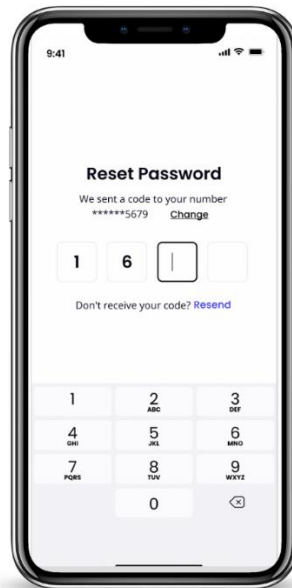 9:41
Reset Password
We sent a code to your number
******5679 Change
1 6
Don't receive your code? Resend
1 2 3
ABC DEF
4 5 6
GHI JKL MNO
7 8 9
PQRS TUV WXYZ
0